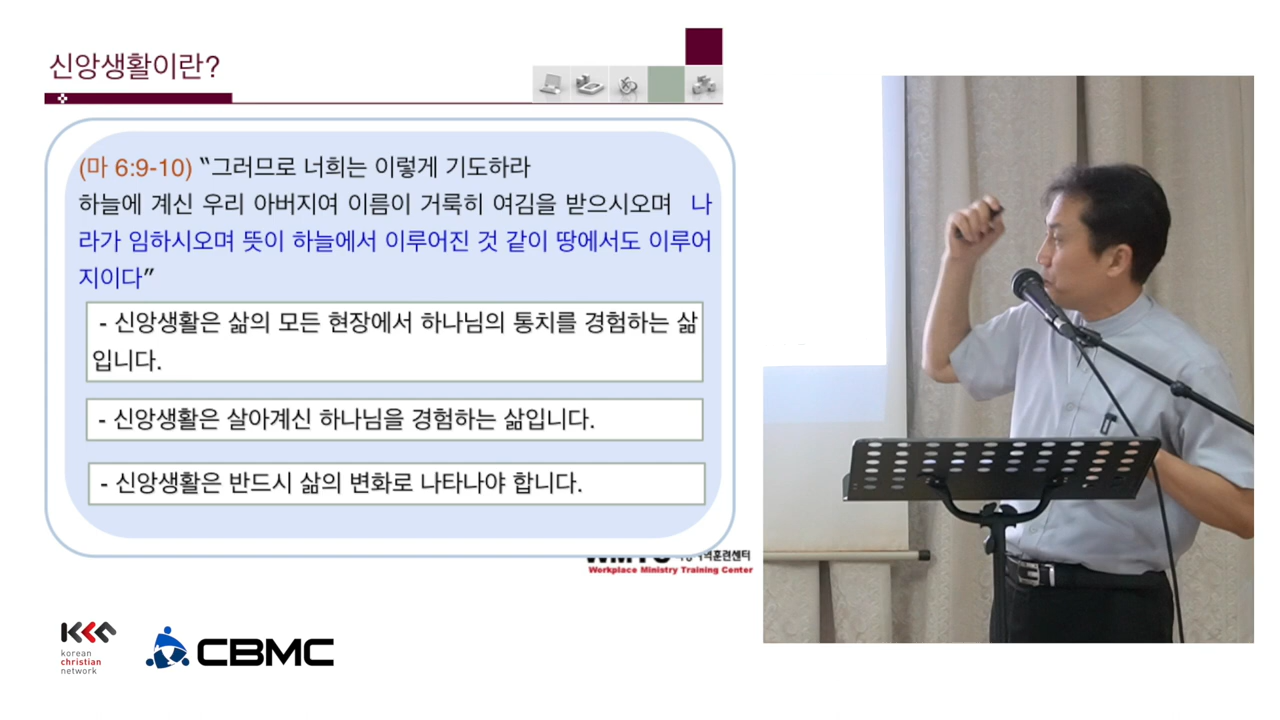 신앙생활이란?
(마 6:9-10) “그러므로 너희는 이렇게 기도하라
하늘에 계신 우리 아버지여 이름이 거룩히 여김을 받으시오며 나
라가 임하시오며 뜻이 하늘에서 이루어진 것 같이 땅에서도 이루어
지이다”
- 신앙생활은 삶의 모든 현장에서 하나님의 통치를 경험하는 삶
입니다.
- 신앙생활은 살아계신 하나님을 경험하는 삶입니다.
- 신앙생활은 반드시 삶의 변화로 나타나야 합니다.
Workplace Ministry Training Center
korean
christian
network
CBMC